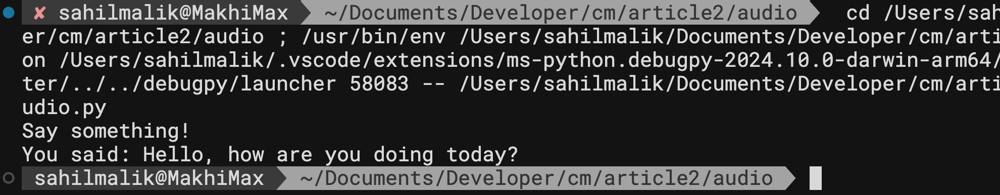 ✘ sahilmalik@MakhiMax ~/Documents/Developer/cm/article2/audio cd /Users/sah
er/cm/article2/audio ; /usr/bin/env /Users/sahilmalik/Documents/Developer/cm/arti
on /Users/sahilmalik/.vscode/extensions/ms-python.debugpy-2024.10.0-darwin-arm64/
ter/../../debugpy/launcher 58083 -- /Users/sahilmalik/Documents/Developer/cm/arti
udio.py
Say something!
You said: Hello, how are you doing today?
sahilmalik@MakhiMax ~/Documents/Developer/cm/article2/audio